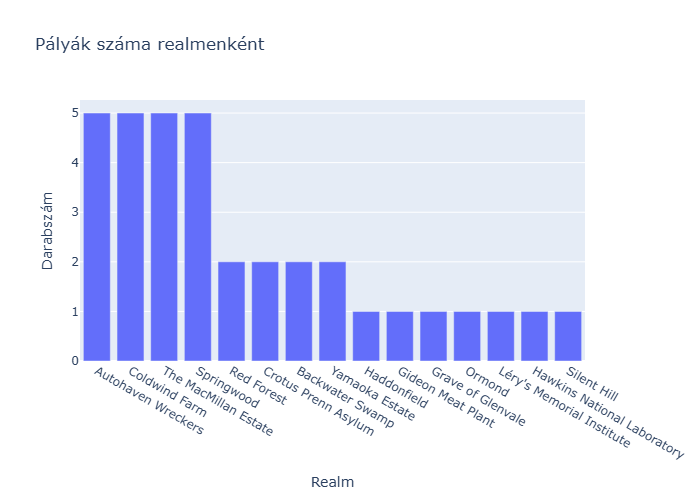 Pályák száma realmenként
Darabszám
5
4
3
2
1
0
Autohaven Wreckers
Coldwind Farm
The MacMillan Estate
Springwood
Red Forest
Crotus Prenn Asylum
Backwater Swamp
Yamaoka Estate
Haddonfield
Gideon Meat Plant
Grave of Glenvale
Ormond
Léry's Memorial Institute
Hawkins National Laboratory
Silent Hill
Realm